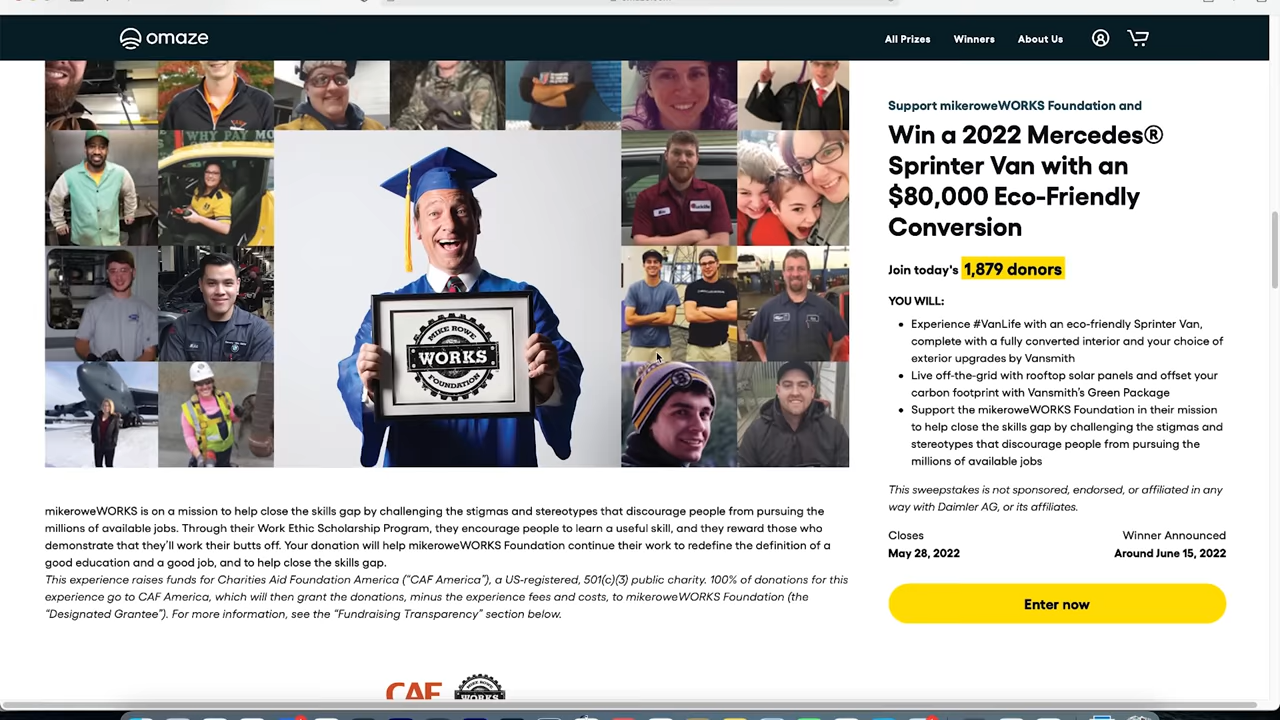 omaze
All Prizes
Winners
About Us
WHY PAY MO
MIKE ROWE
WORKS
FOUNDATION
mikeroweWORKS is on a mission to help close the skills gap by challenging the stigmas and stereotypes that discourage people from pursuing the
millions of available jobs. Through their Work Ethic Scholarship Program, they encourage people to learn a useful skill, and they reward those who
demonstrate that they'll work their butts off. Your donation will help mikeroweWORKS Foundation continue their work to redefine the definition of a
good education and a good job, and to help close the skills gap.
This experience raises funds for Charities Aid Foundation America ("CAF America"), a US-registered, 501(c)(3) public charity. 100% of donations for this
experience go to CAF America, which will then grant the donations, minus the experience fees and costs, to mikeroweWORKS Foundation (the
"Designated Grantee"). For more information, see the "Fundraising Transparency" section below.
CAF
MIKE ROWE
WORKS
Support mikeroweWORKS Foundation and
Win a 2022 Mercedes®
Sprinter Van with an
$80,000 Eco-Friendly
Conversion
Join today's 1,879 donors
YOU WILL:
• Experience #VanLife with an eco-friendly Sprinter Van,
complete with a fully converted interior and your choice of
exterior upgrades by Vansmith
• Live off-the-grid with rooftop solar panels and offset your
carbon footprint with Vansmith's Green Package
• Support the mikeroweWORKS Foundation in their mission
to help close the skills gap by challenging the stigmas and
stereotypes that discourage people from pursuing the
millions of available jobs
This sweepstakes is not sponsored, endorsed, or affiliated in any
way with Daimler AG, or its affiliates.
Closes
Winner Announced
May 28, 2022
Around June 15, 2022
Enter now